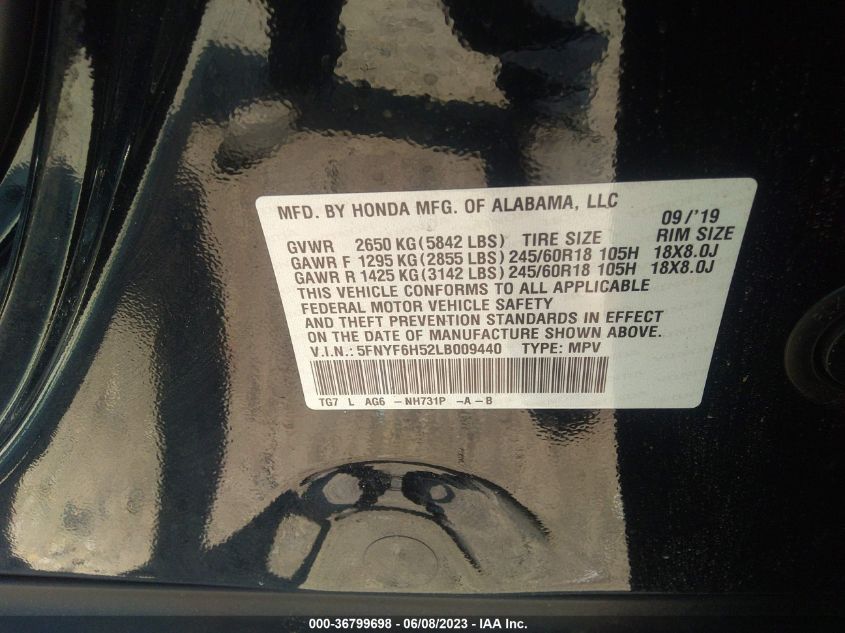 MFD. BY HONDA MFG. OF ALABAMA, LLC 09/'19
GVWR 2650 KG(5842 LBS) TIRE SIZE RIM SIZE
GAWR F 1295 KG(2855 LBS) 245/60R18 105H 18X8.0J
GAWR R 1425 KG(3142 LBS) 245/60R18 105H 18X8.0J
THIS VEHICLE CONFORMS TO ALL APPLICABLE
FEDERAL MOTOR VEHICLE SAFETY
AND THEFT PREVENTION STANDARDS IN EFFECT
ON THE DATE OF MANUFACTURE SHOWN ABOVE.
V.I.N.: 5FNYF6H52LB009440 TYPE: MPV
TG7 L AG6 -NH731P -A-B
000-36799698 - 06/08/2023 - IAA Inc.